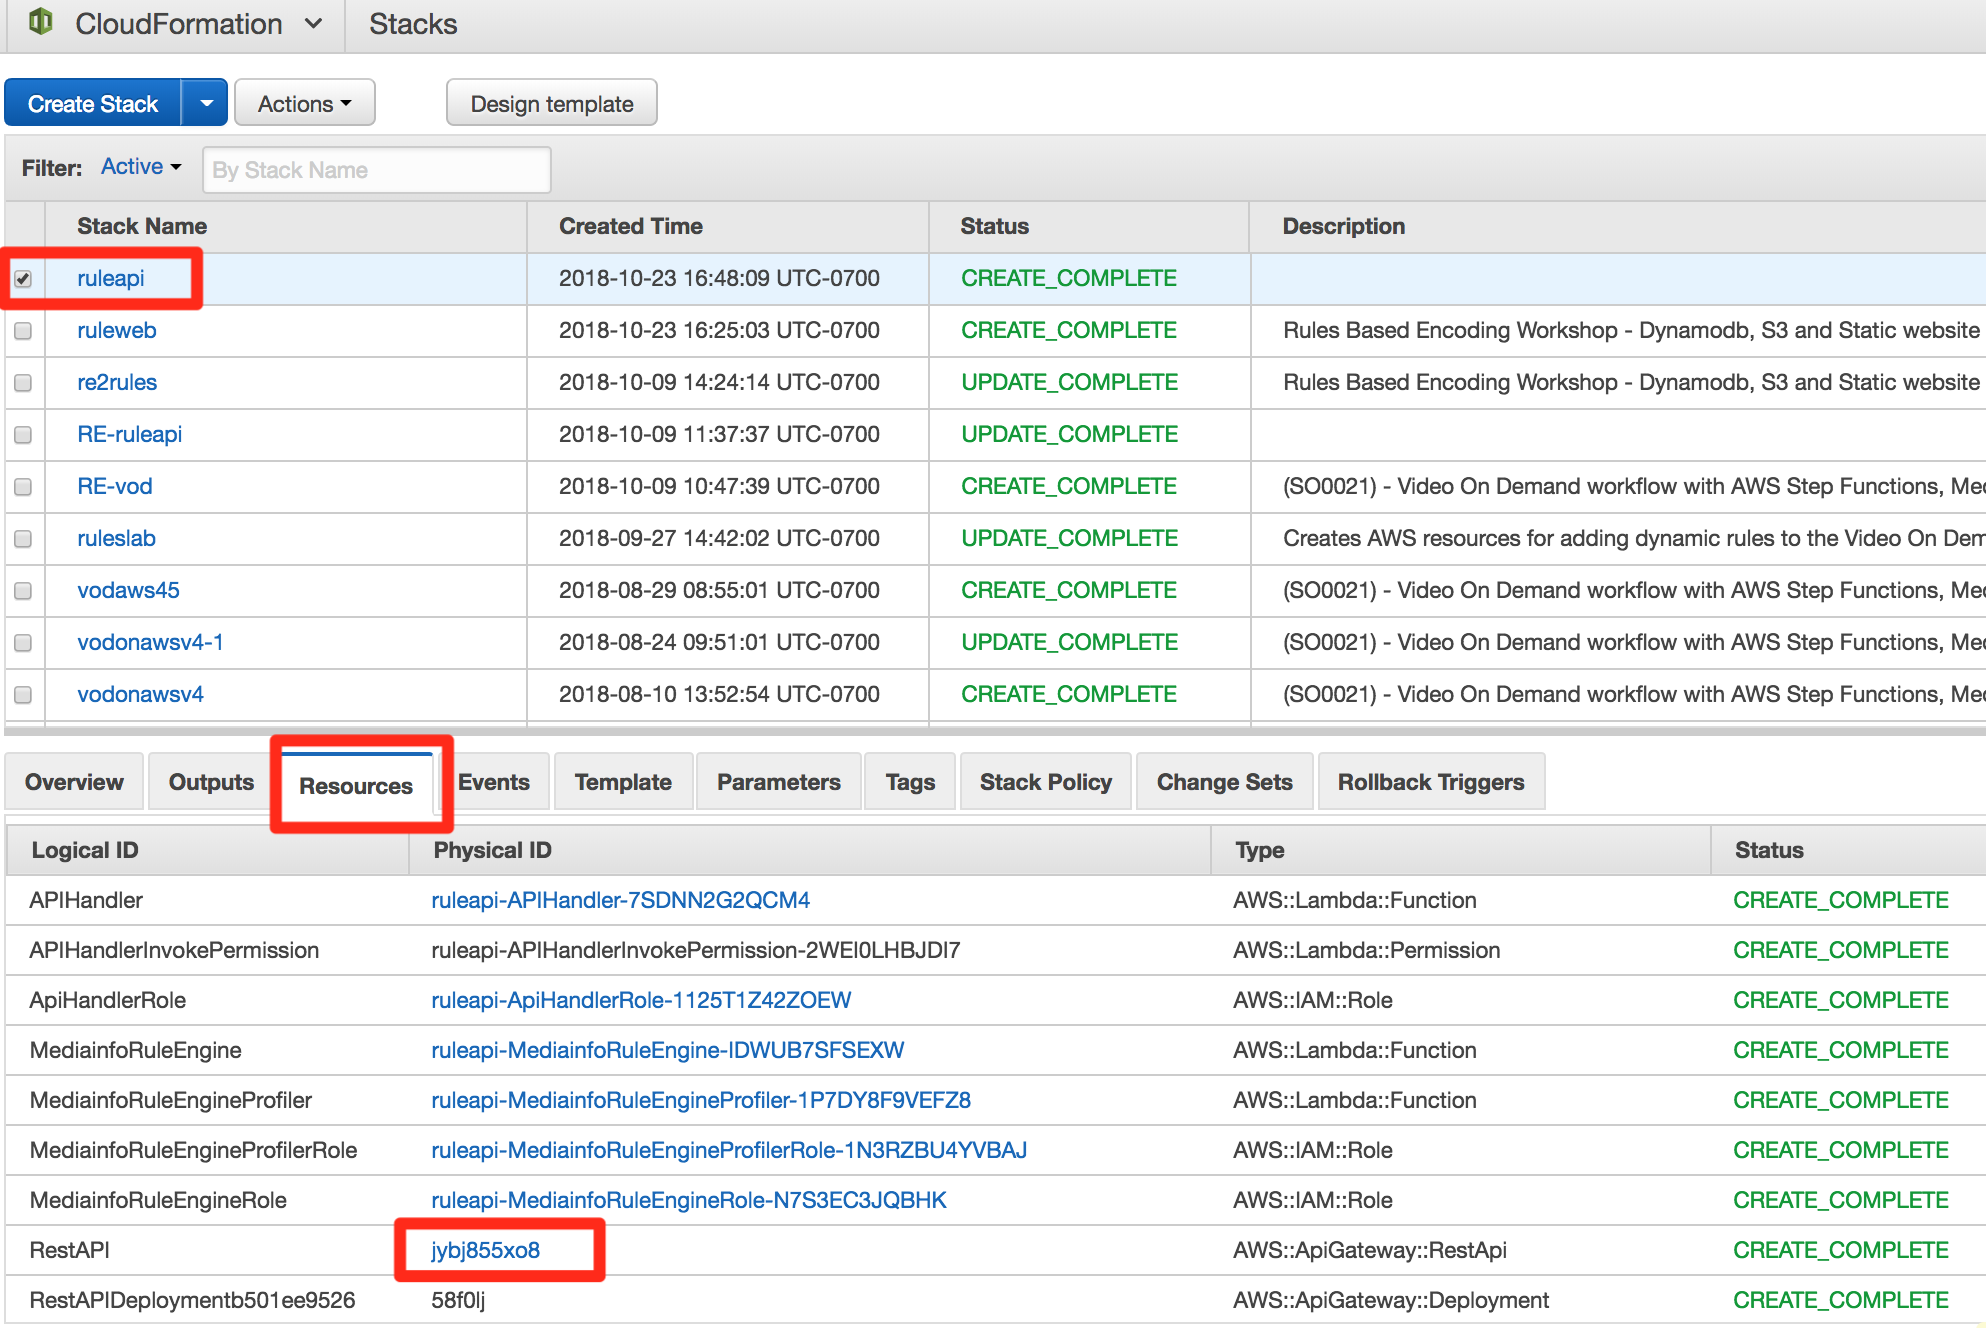 CloudFormation Stacks
Create Stack Actions Design template
Filter: Active By Stack Name
Stack Name Created Time Status Description
ruleapi 2018-10-23 16:48:09 UTC-0700 CREATE_COMPLETE
ruleweb 2018-10-23 16:25:03 UTC-0700 CREATE_COMPLETE Rules Based Encoding Workshop - Dynamodb, S3 and Static website
re2rules 2018-10-09 14:24:14 UTC-0700 UPDATE_COMPLETE Rules Based Encoding Workshop - Dynamodb, S3 and Static website
RE-ruleapi 2018-10-09 11:37:37 UTC-0700 UPDATE_COMPLETE
RE-vod 2018-10-09 10:47:39 UTC-0700 CREATE_COMPLETE (SO0021) - Video On Demand workflow with AWS Step Functions, Med
ruleslab 2018-09-27 14:42:02 UTC-0700 UPDATE_COMPLETE Creates AWS resources for adding dynamic rules to the Video On Dem
vodaws45 2018-08-29 08:55:01 UTC-0700 CREATE_COMPLETE (SO0021) - Video On Demand workflow with AWS Step Functions, Med
vodonawsv4-1 2018-08-24 09:51:01 UTC-0700 UPDATE_COMPLETE (SO0021) - Video On Demand workflow with AWS Step Functions, Med
vodonawsv4 2018-08-10 13:52:54 UTC-0700 CREATE_COMPLETE (SO0021) - Video On Demand workflow with AWS Step Functions, Med
Overview Outputs Resources Events Template Parameters Tags Stack Policy Change Sets Rollback Triggers
Logical ID Physical ID Type Status
APIHandler ruleapi-APIHandler-7SDNN2G2QCM4 AWS::Lambda::Function CREATE_COMPLETE
APIHandlerInvokePermission ruleapi-APIHandlerInvokePermission-2WEI0LHBJDI7 AWS::Lambda::Permission CREATE_COMPLETE
ApiHandlerRole ruleapi-ApiHandlerRole-1125T1Z42ZOEW AWS::IAM::Role CREATE_COMPLETE
MediainfoRuleEngine ruleapi-MediainfoRuleEngine-IDWUB7SFSEXW AWS::Lambda::Function CREATE_COMPLETE
MediainfoRuleEngineProfiler ruleapi-MediainfoRuleEngineProfiler-1P7DY8F9VEFZ8 AWS::Lambda::Function CREATE_COMPLETE
MediainfoRuleEngineProfilerRole ruleapi-MediainfoRuleEngineProfilerRole-1N3RZBU4YVBAJ AWS::IAM::Role CREATE_COMPLETE
MediainfoRuleEngineRole ruleapi-MediainfoRuleEngineRole-N7S3EC3JQBHK AWS::IAM::Role CREATE_COMPLETE
RestAPI jybj855xo8 AWS::ApiGateway::RestApi CREATE_COMPLETE
RestAPIDeploymentb501ee9526 58f0lj AWS::ApiGateway::Deployment CREATE_COMPLETE